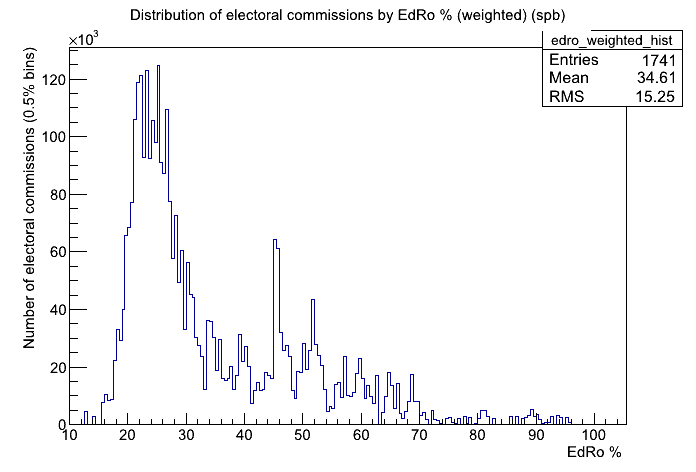 Distribution of electoral commissions by EdRo % (weighted) (spb)
×10³
edro_weighted_hist
Entries 1741
Mean 34.61
RMS 15.25
Number of electoral commissions (0.5% bins)
120
100
80
60
40
20
0
10 20 30 40 50 60 70 80 90 100
EdRo %